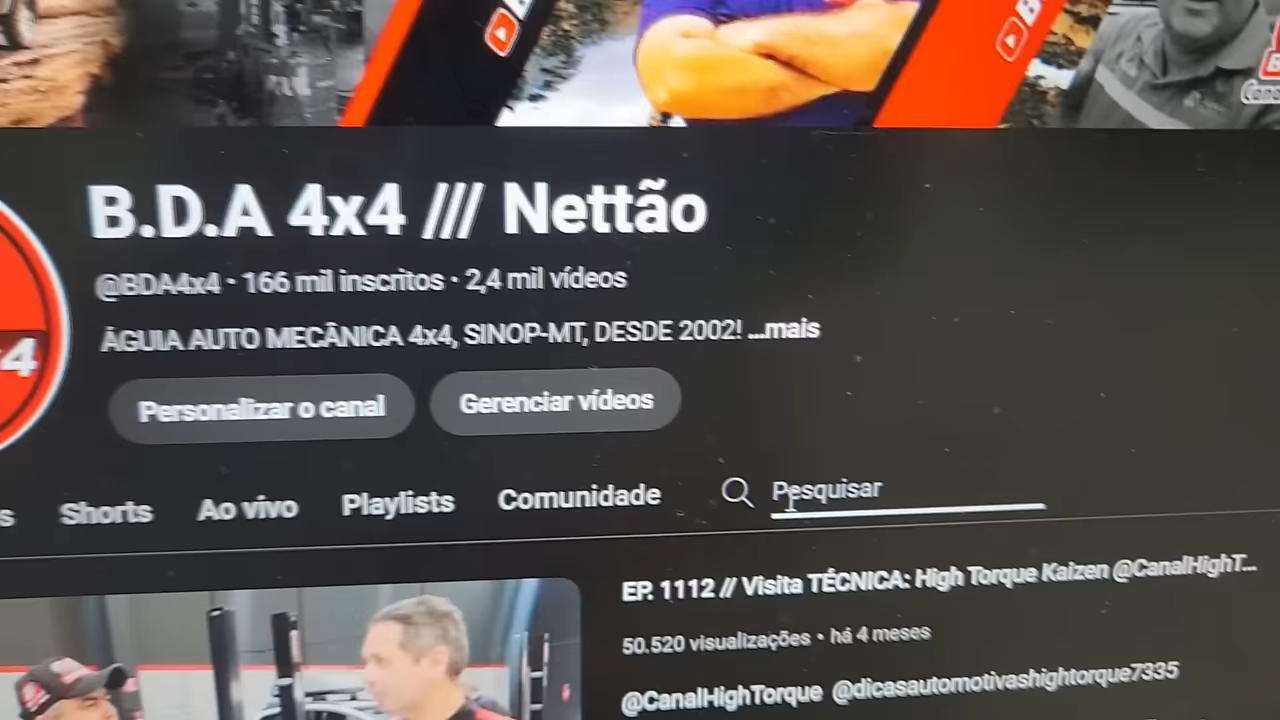 B.D.A 4x4 /// Nettão
@BDA4x4 • 166 mil inscritos • 2,4 mil vídeos
ÁGUIA AUTO MECÂNICA 4x4, SINOP-MT, DESDE 2002! ...mais
Personalizar o canal
Gerenciar vídeos
s Shorts Ao vivo Playlists Comunidade Pesquisar
EP. 1112 // Visita TÉCNICA: High Torque Kaizen @CanalHighT...
50.520 visualizações • há 4 meses
@CanalHighTorque @dicasautomotivashightorque7335